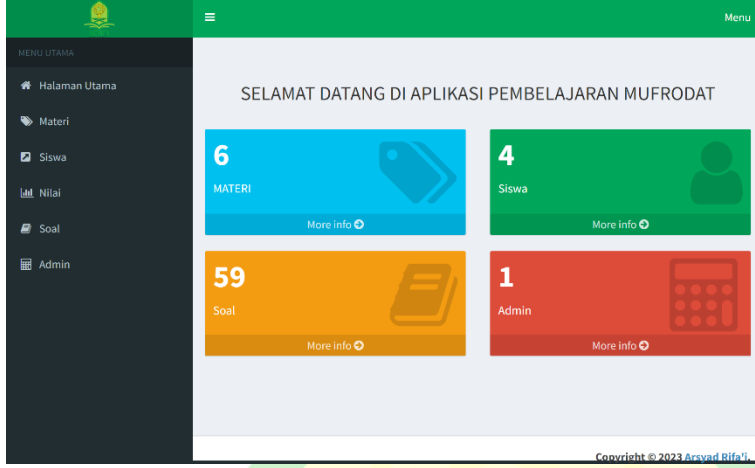 Menu
MENU UTAMA
Halaman Utama
Materi
Siswa
Nilai
Soal
Admin
SELAMAT DATANG DI APLIKASI PEMBELAJARAN MUFRODAT
6
MATERI
More info
4
Siswa
More info
59
Soal
More info
1
Admin
More info
Copyright © 2023 Arsyad Rifa'i.